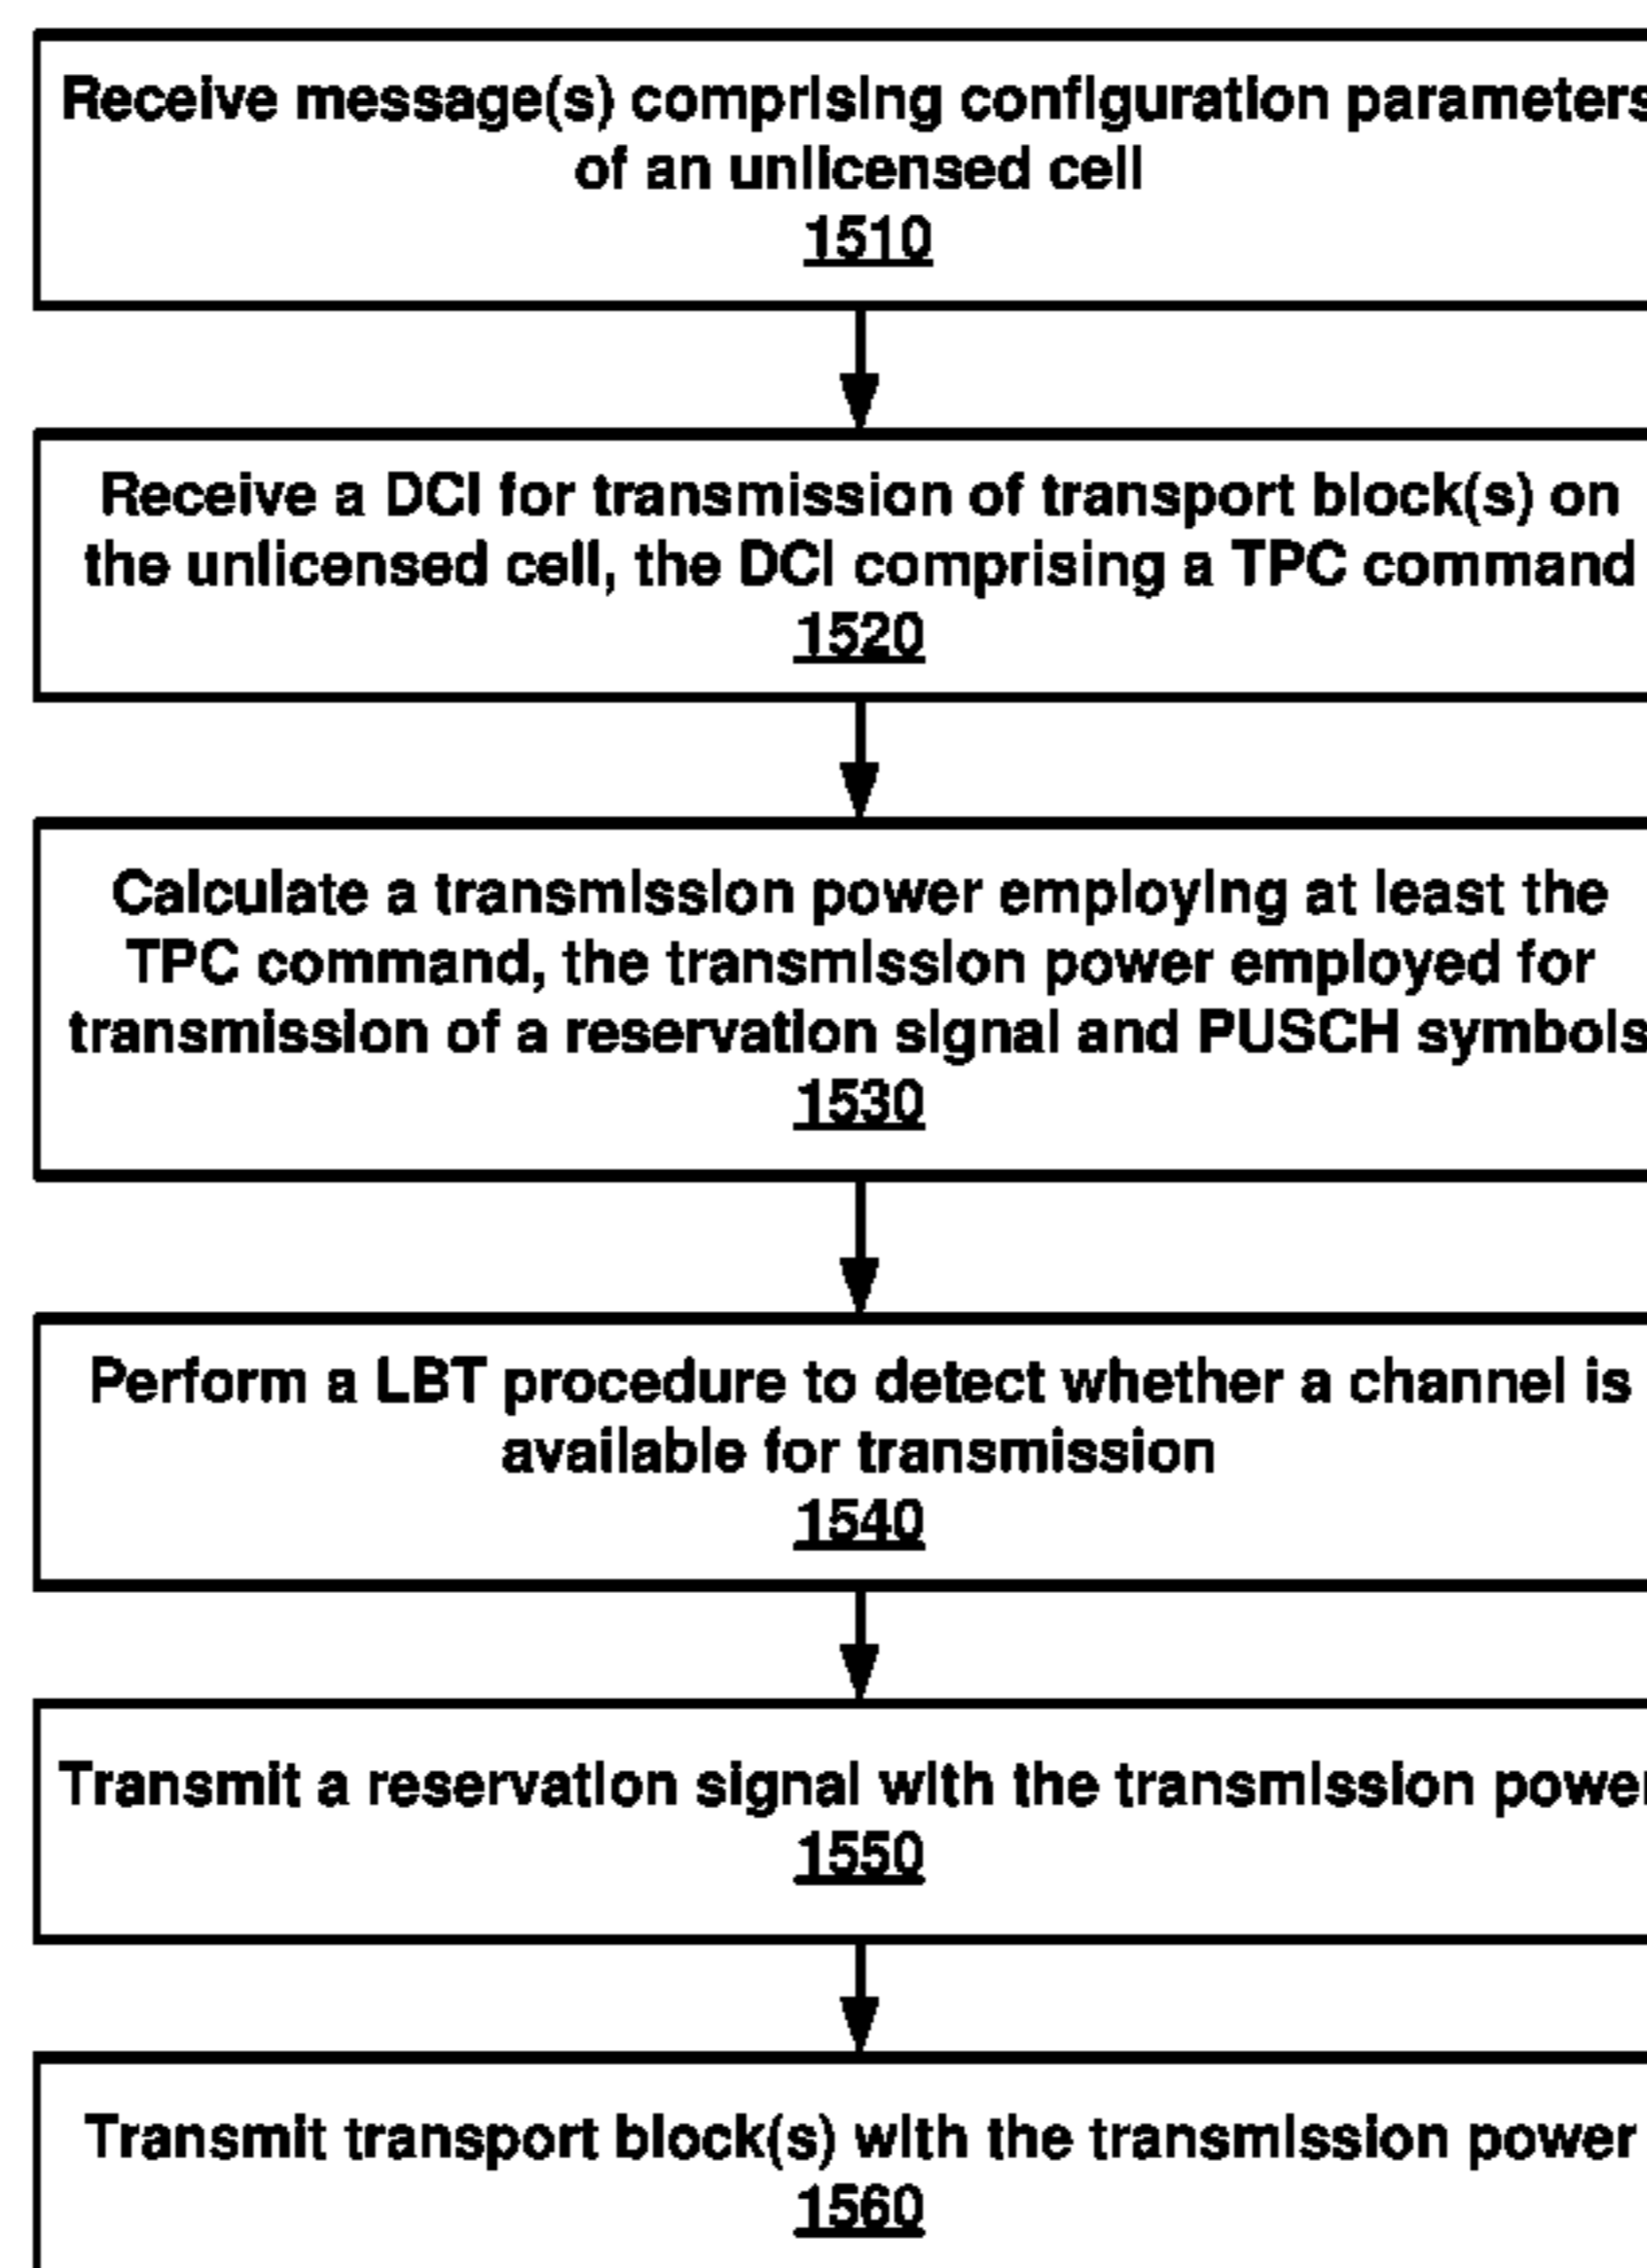 Receive message(s) comprising configuration parameters
of an unlicensed cell
1510
Receive a DCI for transmission of transport block(s) on
the unlicensed cell, the DCI comprising a TPC command
1520
Calculate a transmission power employing at least the
TPC command, the transmission power employed for
transmission of a reservation signal and PUSCH symbols
1530
Perform a LBT procedure to detect whether a channel is
available for transmission
1540
Transmit a reservation signal with the transmission power
1550
Transmit transport block(s) with the transmission power
1560